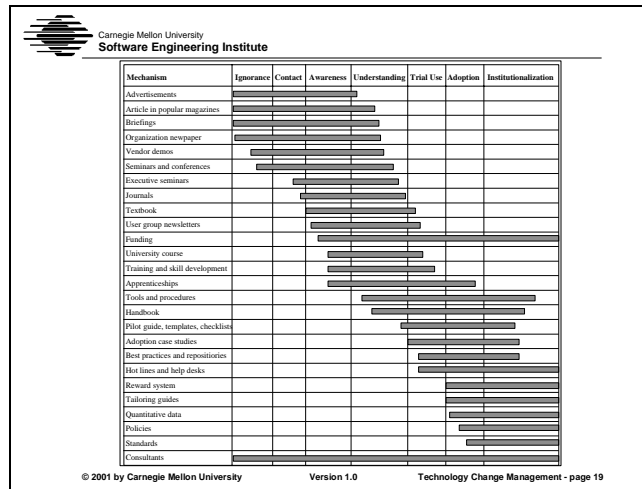 Carnegie Mellon University
Software Engineering Institute
Mechanism Ignorance Contact Awareness Understanding Trial Use Adoption Institutionalization
Advertisements
Article in popular magazines
Briefings
Organization newpaper
Vendor demos
Seminars and conferences
Executive seminars
Journals
Textbook
User group newsletters
Funding
University course
Training and skill development
Apprenticeships
Tools and procedures
Handbook
Pilot guide, templates, checklists
Adoption case studies
Best practices and repositiories
Hot lines and help desks
Reward system
Tailoring guides
Quantitative data
Policies
Standards
Consultants
© 2001 by Carnegie Mellon University Version 1.0 Technology Change Management - page 19